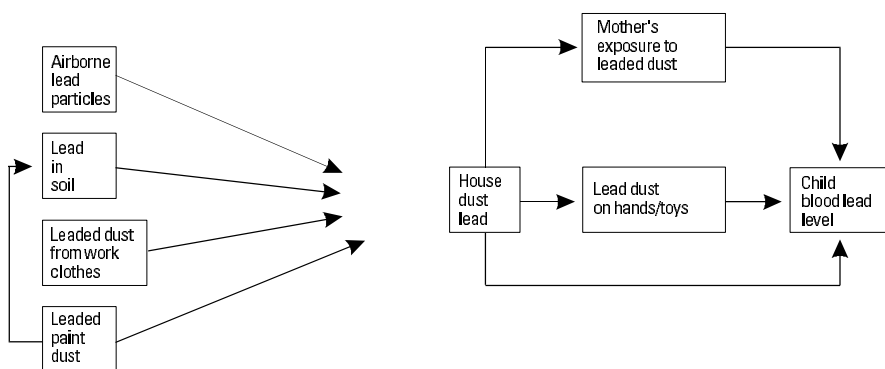 Airborne
lead
particles
Lead
in
soil
Leaded dust
from work
clothes
Leaded
paint
dust
Mother's
exposure to
leaded dust
House
dust
lead
Lead dust
on hands/toys
Child
blood lead
level